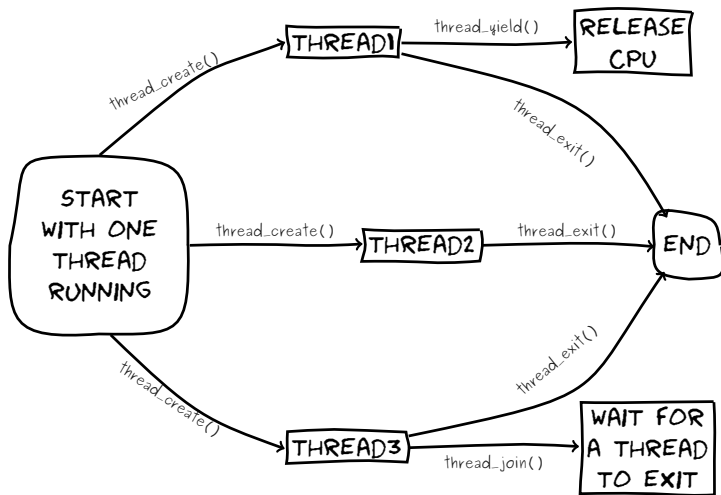 thread_yield()
RELEASE
CPU
THREAD1
thread_create()
thread_exit()
START
WITH ONE
THREAD
RUNNING
thread_create()
THREAD2
thread_exit()
END
thread_create()
THREAD3
thread_exit()
thread_join()
WAIT FOR
A THREAD
TO EXIT